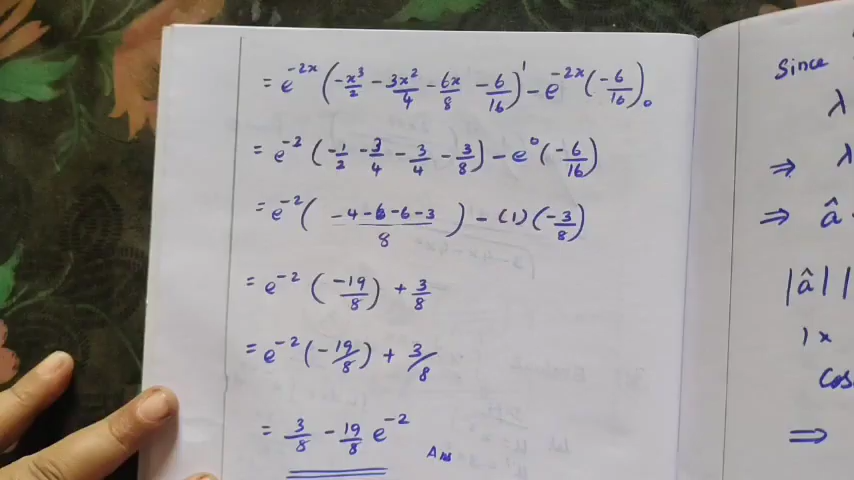 = e^{-2x} (-x³/2 - 3x²/4 - 6x/8 - 6/16)¹ - e^{-2x} (-6/16)₀
= e^{-2} (-1/2 - 3/4 - 3/4 - 3/8) - e⁰ (-6/16)
= e^{-2} (-4-6-6-3 / 8) - (1) (-3/8)
= e^{-2} (-19/8) + 3/8
= e^{-2} (-19/8) + 3/8
= 3/8 - 19/8 e^{-2} Ans
Since
λ
⇒ λ
⇒ â
|â| |
1 x
Cos
⇒